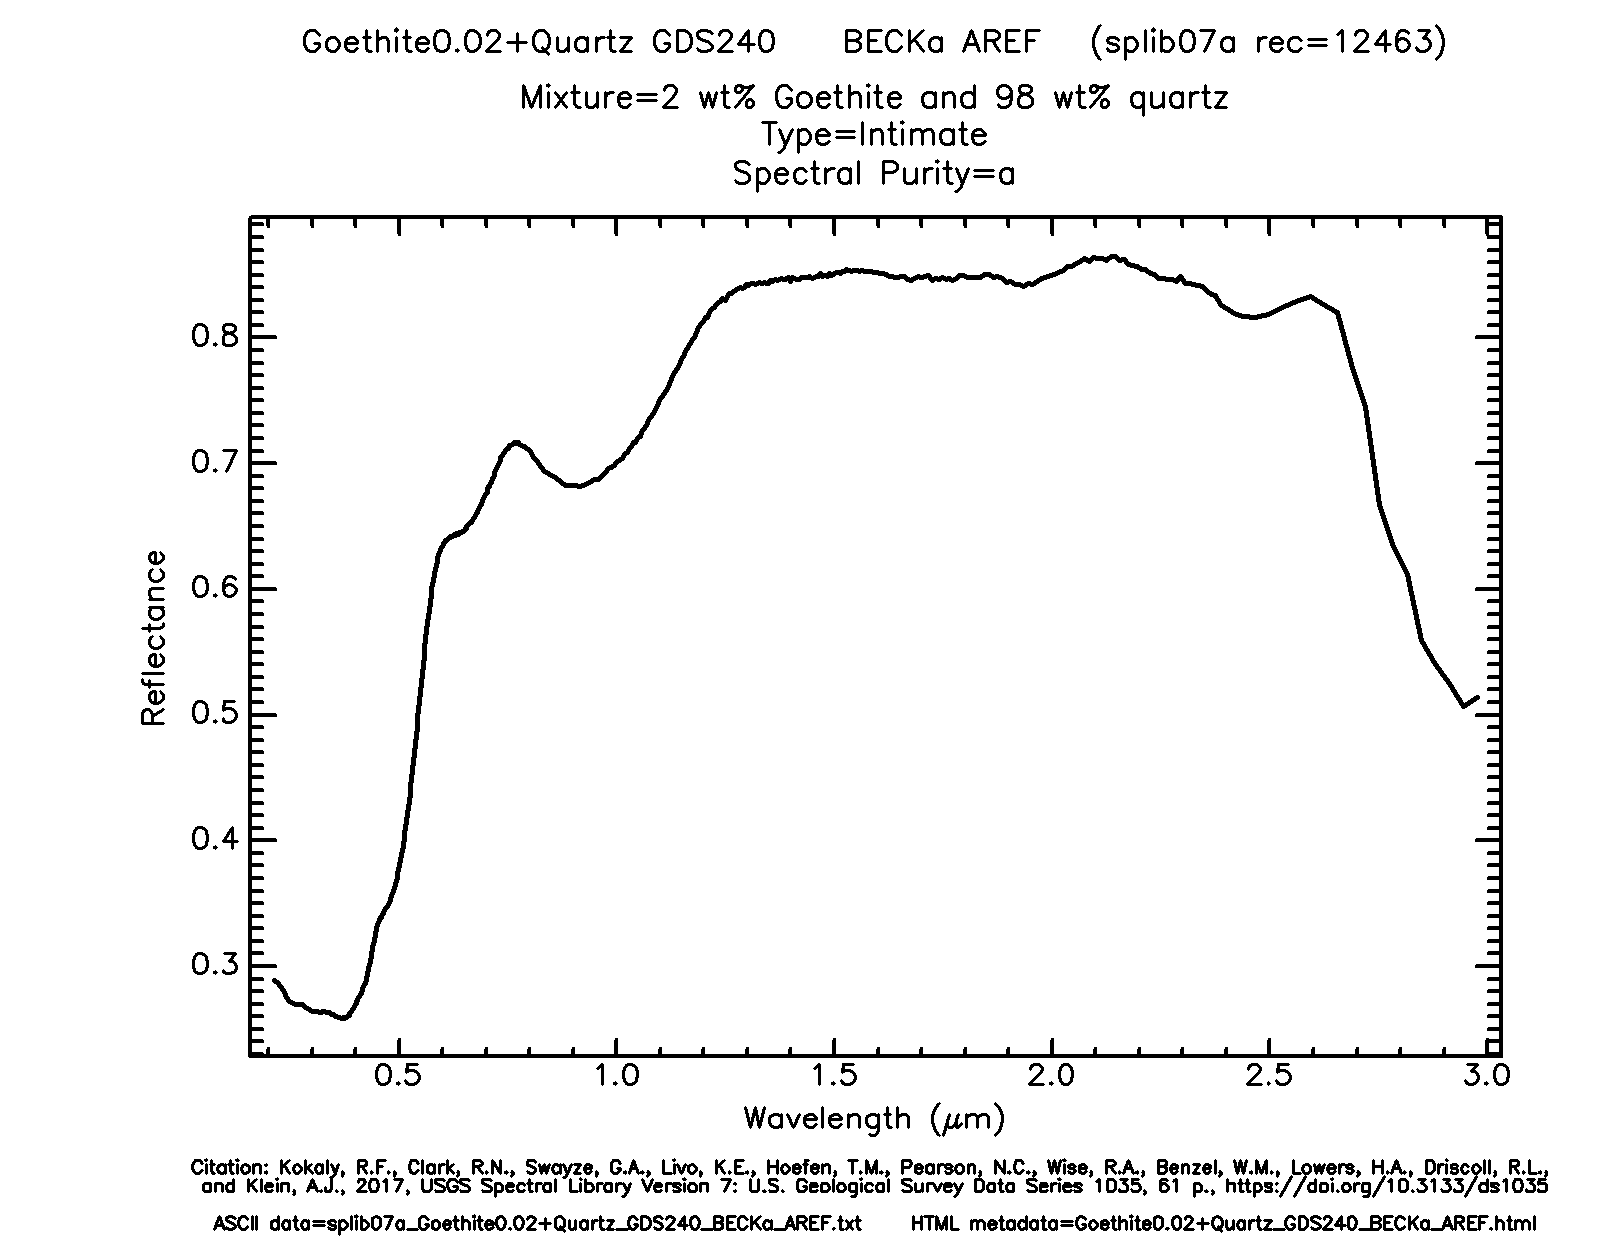 Goethite0.02+Quartz GDS240 BECKa AREF (splib07a rec=12463)
Mixture=2 wt% Goethite and 98 wt% quartz
Type=Intimate
Spectral Purity=a
0.8
0.7
0.6
0.5
0.4
0.3
Reflectance
0.5 1.0 1.5 2.0 2.5 3.0
Wavelength (μm)
Citation: Kokaly, R.F., Clark, R.N., Swayze, G.A., Livo, K.E., Hoefen, T.M., Pearson, N.C., Wise, R.A., Benzel, W.M., Lowers, H.A., Driscoll, R.L.,
and Klein, A.J., 2017, USGS Spectral Library Version 7: U.S. Geological Survey Data Series 1035, 61 p., https://doi.org/10.3133/ds1035
ASCII data=splib07a_Goethite0.02+Quartz_GDS240_BECKa_AREF.txt HTML metadata=Goethite0.02+Quartz_GDS240_BECKa_AREF.html